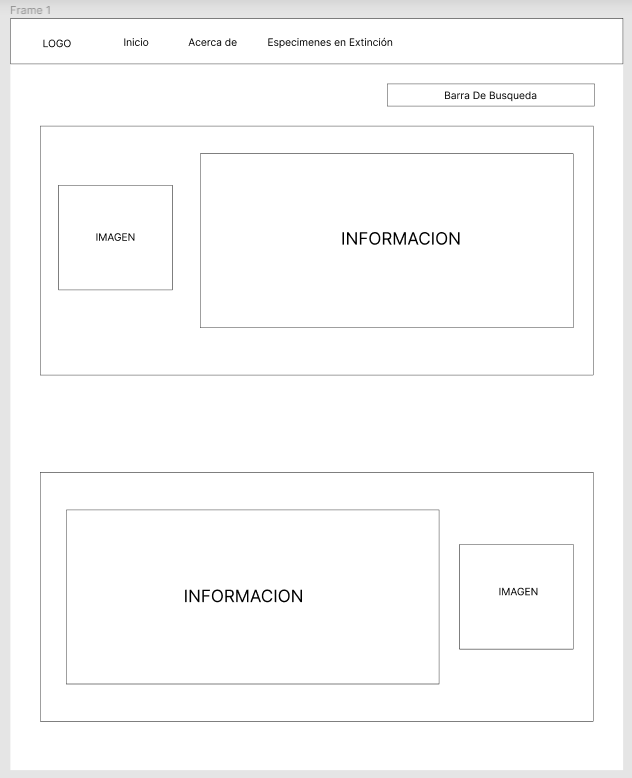 Frame 1
LOGO Inicio Acerca de Especimenes en Extinción
Barra De Busqueda
IMAGEN
INFORMACION
INFORMACION
IMAGEN